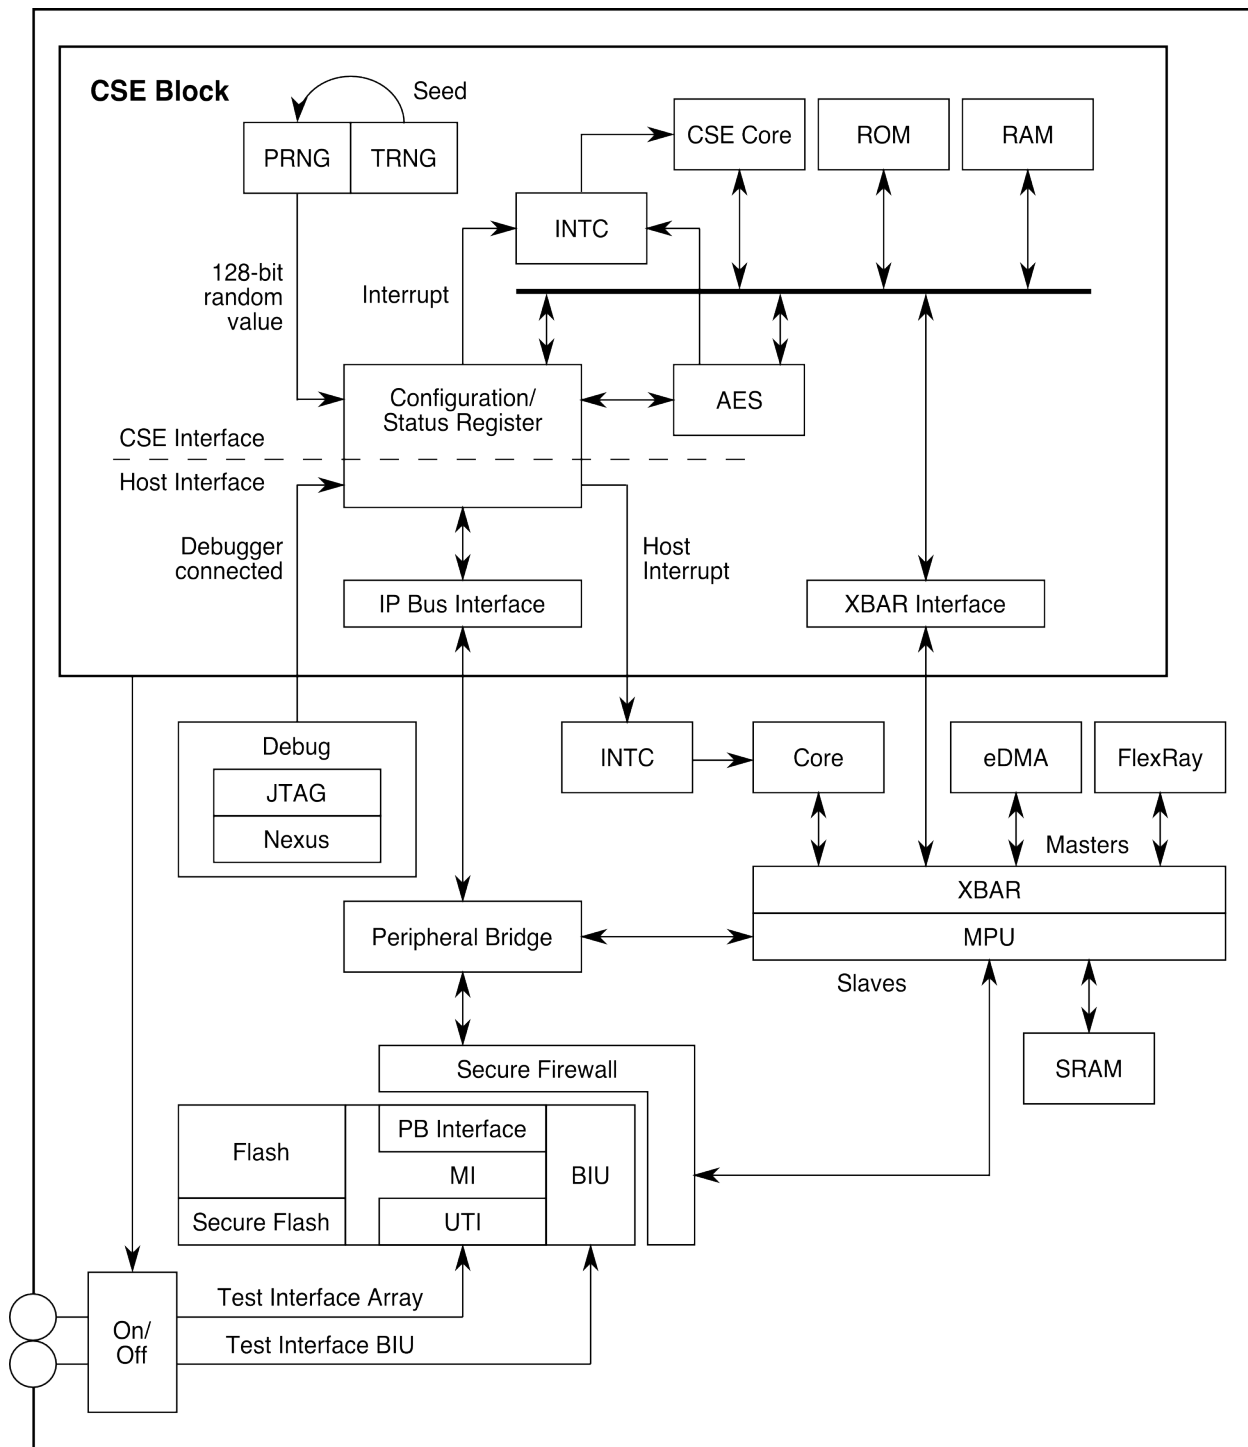 CSE Block
Seed
PRNG
TRNG
CSE Core
ROM
RAM
INTC
128-bit
random
value
Interrupt
Configuration/
Status Register
AES
CSE Interface
Host Interface
Debugger
connected
Host
Interrupt
IP Bus Interface
XBAR Interface
Debug
JTAG
Nexus
INTC
Core
eDMA
FlexRay
Masters
XBAR
MPU
Peripheral Bridge
Slaves
SRAM
Secure Firewall
Flash
Secure Flash
PB Interface
MI
UTI
BIU
On/
Off
Test Interface Array
Test Interface BIU